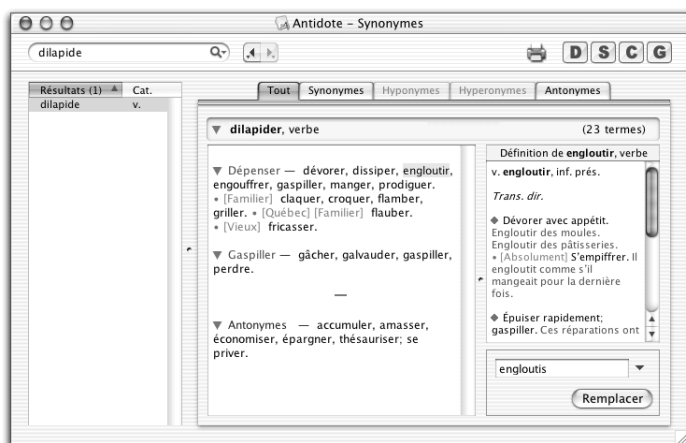 Antidote – Synonymes
dilapide
D S C G
Résultats (1) Cat.
dilapide v.
Tout Synonymes Hyponymes Hyperonymes Antonymes
▼ dilapider, verbe (23 termes)
▼ Dépenser — dévorer, dissiper, engloutir,
engouffrer, gaspiller, manger, prodiguer.
• [Familier] claquer, croquer, flamber,
griller. • [Québec] [Familier] flauber.
• [Vieux] fricasser.
▼ Gaspiller — gâcher, galvauder, gaspiller,
perdre.
—
▼ Antonymes — accumuler, amasser,
économiser, épargner, thésauriser; se
priver.
Définition de engloutir, verbe
v. engloutir, inf. prés.
Trans. dir.
◆ Dévorer avec appétit.
Engloutir des moules.
Engloutir des pâtisseries.
• [Absolument] S'empiffrer. Il
engloutit comme s'il
mangeait pour la dernière
fois.
◆ Épuiser rapidement;
gaspiller. Ces réparations ont
engloutis
Remplacer